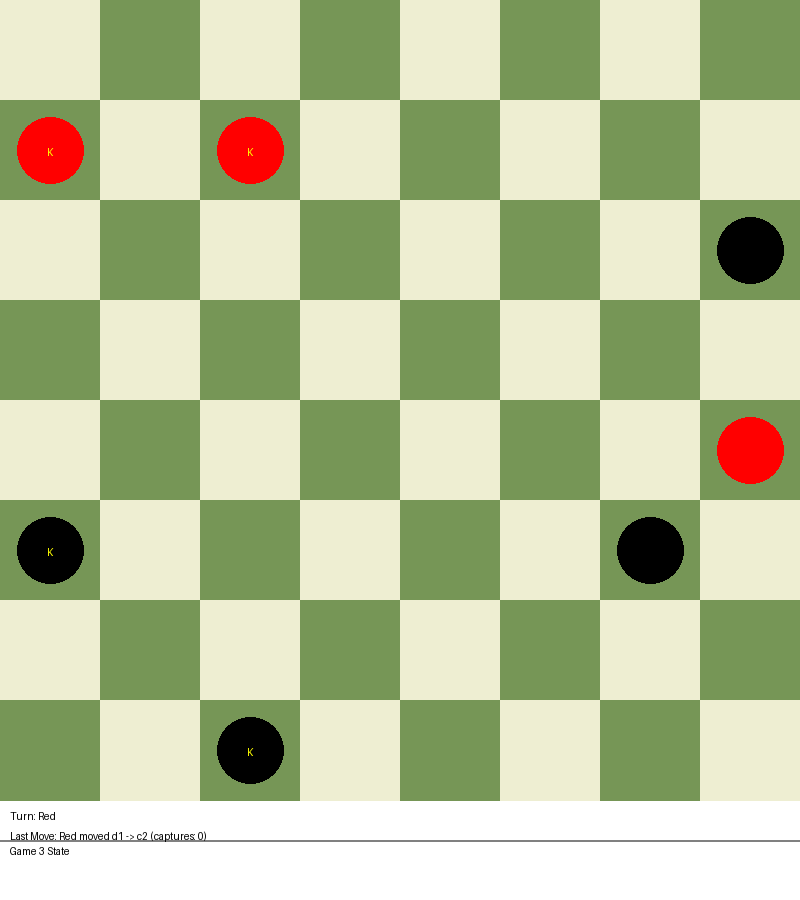 K K
K
K
Turn: Red
Last Move: Red moved d1 -> c2 (captures: 0)
Game 3 State